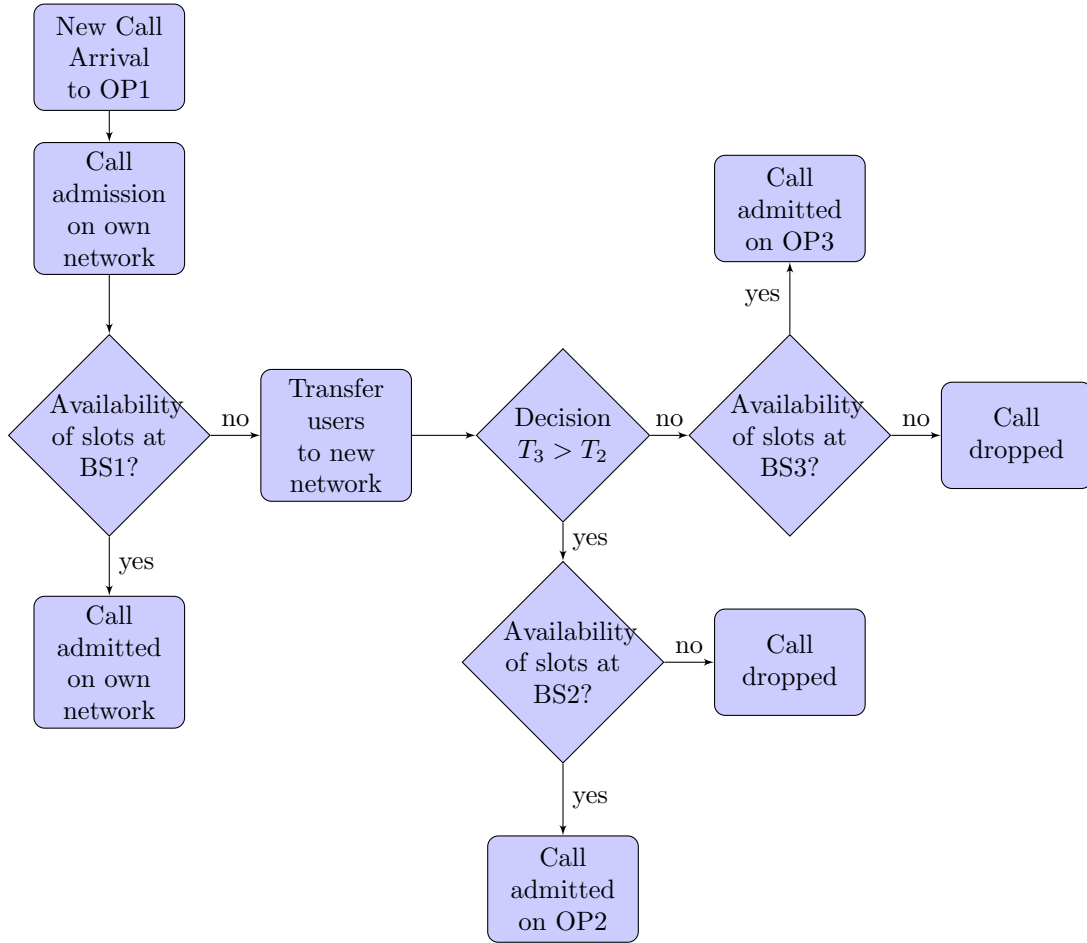 New Call
Arrival
to OP1
Call
admission
on own
network
Availability
of slots at
BS1?
no
yes
Call
admitted
on own
network
Transfer
users
to new
network
Decision
T₃ > T₂
no
yes
Availability
of slots at
BS3?
yes
no
Call
admitted
on OP3
Call
dropped
Availability
of slots at
BS2?
no
yes
Call
dropped
Call
admitted
on OP2